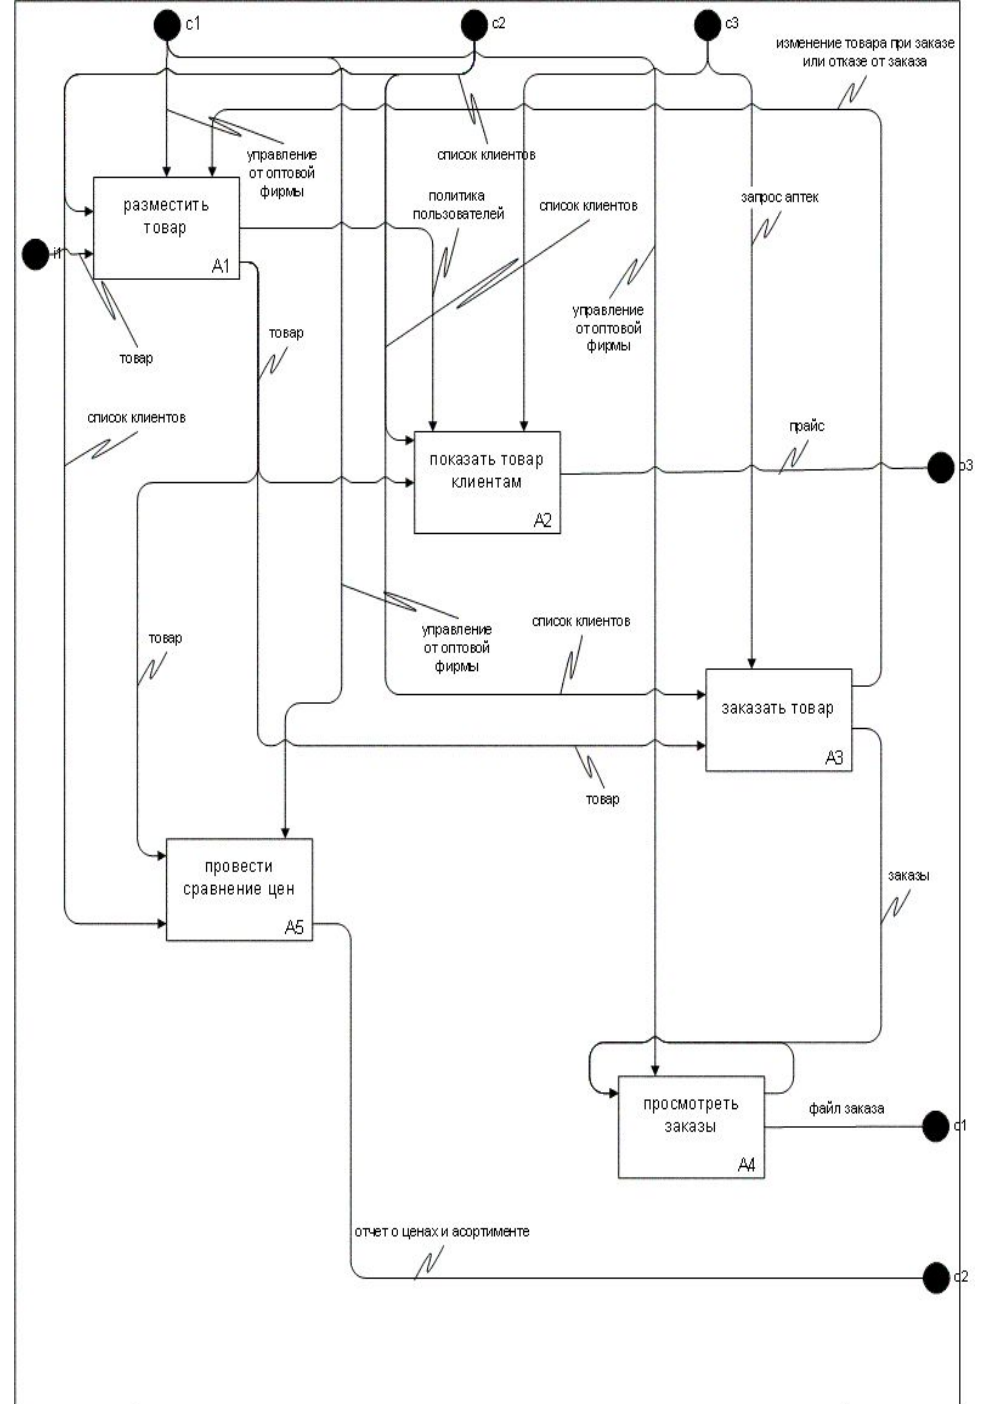 c1
c2
c3
изменение товара при заказе
или отказе от заказа
управление
от оптовой
фирмы
список клиентов
политика
пользователей
список клиентов
запрос аптек
разместить
товар
A1
i1
товар
товар
управление
от оптовой
фирмы
список клиентов
прайс
показать товар
клиентам
A2
o3
список клиентов
управление
от оптовой
фирмы
товар
заказать товар
A3
товар
провести
сравнение цен
A5
заказы
просмотреть
заказы
A4
файл заказа
o1
отчет о ценах и асортименте
o2